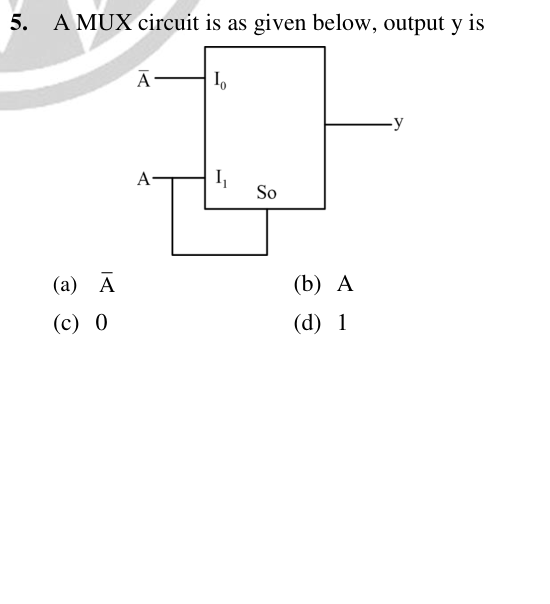 5. A MUX circuit is as given below, output y is
A̅ I₀
y
A I₁
So
(a) A̅ (b) A
(c) 0 (d) 1